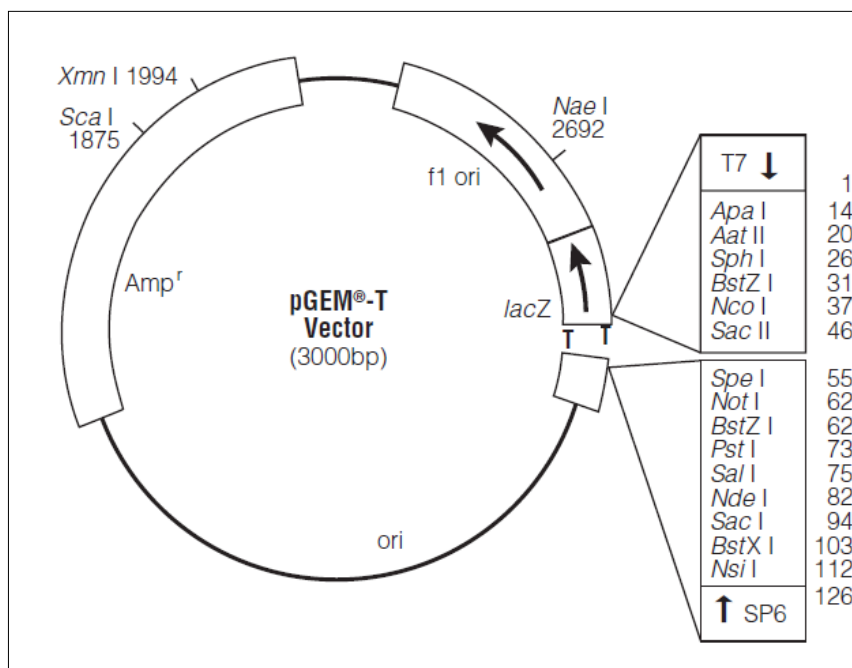 Xmn I 1994
Sca I
1875
Nae I
2692
f1 ori
Ampʳ
pGEM®-T
Vector
(3000bp)
lacZ
T T
ori
T7 ↓
1
Apa I 14
Aat II 20
Sph I 26
BstZ I 31
Nco I 37
Sac II 46
Spe I 55
Not I 62
BstZ I 62
Pst I 73
Sal I 75
Nde I 82
Sac I 94
BstX I 103
Nsi I 112
126
↑ SP6